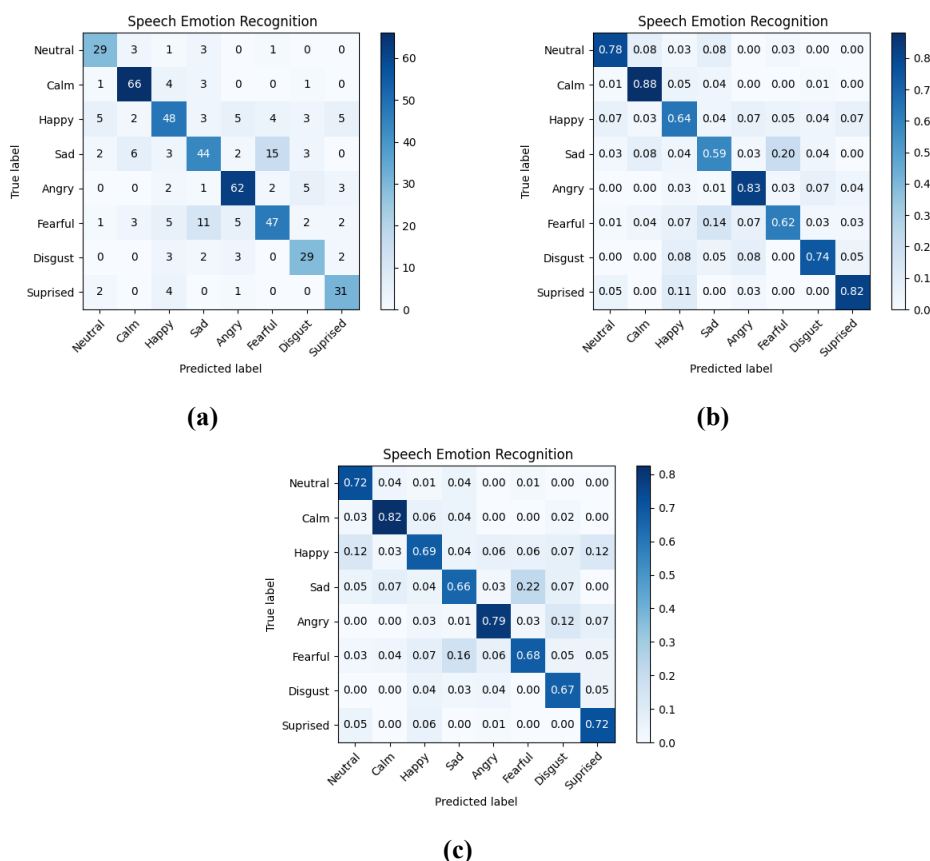 Speech Emotion Recognition
Neutral 29 3 1 3 0 1 0 0
Calm 1 66 4 3 0 0 1 0
Happy 5 2 48 3 5 4 3 5
Sad 2 6 3 44 2 15 3 0
Angry 0 0 2 1 62 2 5 3
Fearful 1 3 5 11 5 47 2 2
Disgust 0 0 3 2 3 0 29 2
Suprised 2 0 4 0 1 0 0 31
True label
Neutral Calm Happy Sad Angry Fearful Disgust Suprised
Predicted label
60
50
40
30
20
10
0
(a)
Speech Emotion Recognition
Neutral 0.78 0.08 0.03 0.08 0.00 0.03 0.00 0.00
Calm 0.01 0.88 0.05 0.04 0.00 0.00 0.01 0.00
Happy 0.07 0.03 0.64 0.04 0.07 0.05 0.04 0.07
Sad 0.03 0.08 0.04 0.59 0.03 0.20 0.04 0.00
Angry 0.00 0.00 0.03 0.01 0.83 0.03 0.07 0.04
Fearful 0.01 0.04 0.07 0.14 0.07 0.62 0.03 0.03
Disgust 0.00 0.00 0.08 0.05 0.08 0.00 0.74 0.05
Suprised 0.05 0.00 0.11 0.00 0.03 0.00 0.00 0.82
True label
Neutral Calm Happy Sad Angry Fearful Disgust Suprised
Predicted label
0.8
0.7
0.6
0.5
0.4
0.3
0.2
0.1
0.0
(b)
Speech Emotion Recognition
Neutral 0.72 0.04 0.01 0.04 0.00 0.01 0.00 0.00
Calm 0.03 0.82 0.06 0.04 0.00 0.00 0.02 0.00
Happy 0.12 0.03 0.69 0.04 0.06 0.06 0.07 0.12
Sad 0.05 0.07 0.04 0.66 0.03 0.22 0.07 0.00
Angry 0.00 0.00 0.03 0.01 0.79 0.03 0.12 0.07
Fearful 0.03 0.04 0.07 0.16 0.06 0.68 0.05 0.05
Disgust 0.00 0.00 0.04 0.03 0.04 0.00 0.67 0.05
Suprised 0.05 0.00 0.06 0.00 0.01 0.00 0.00 0.72
True label
Neutral Calm Happy Sad Angry Fearful Disgust Suprised
Predicted label
0.8
0.7
0.6
0.5
0.4
0.3
0.2
0.1
0.0
(c)